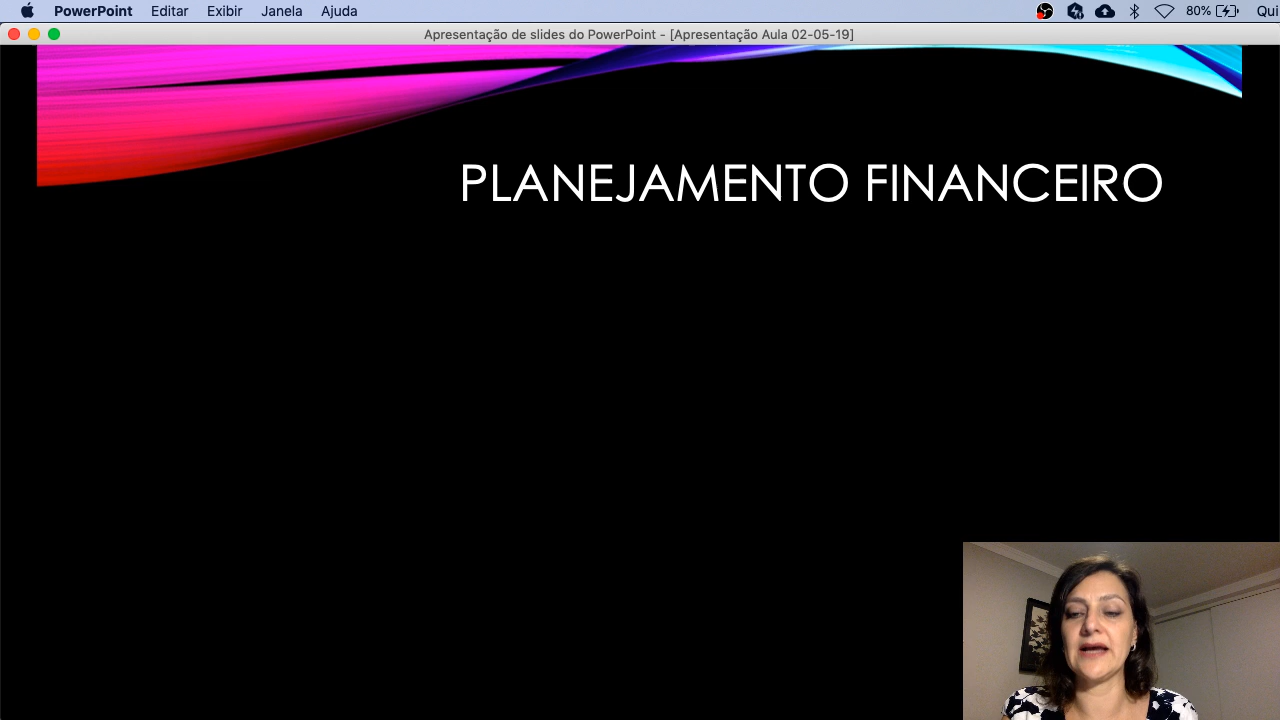 PowerPoint Editar Exibir Janela Ajuda 80% Qui
Apresentação de slides do PowerPoint - [Apresentação Aula 02-05-19]
PLANEJAMENTO FINANCEIRO